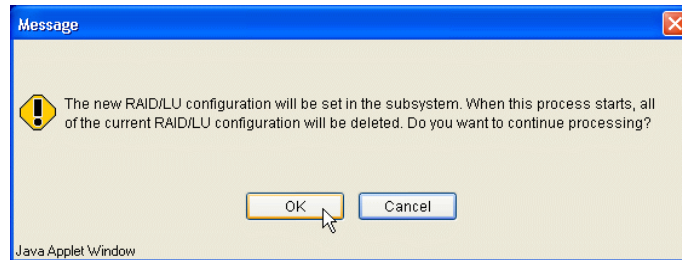 Message
The new RAID/LU configuration will be set in the subsystem. When this process starts, all
of the current RAID/LU configuration will be deleted. Do you want to continue processing?
OK
Cancel
Java Applet Window